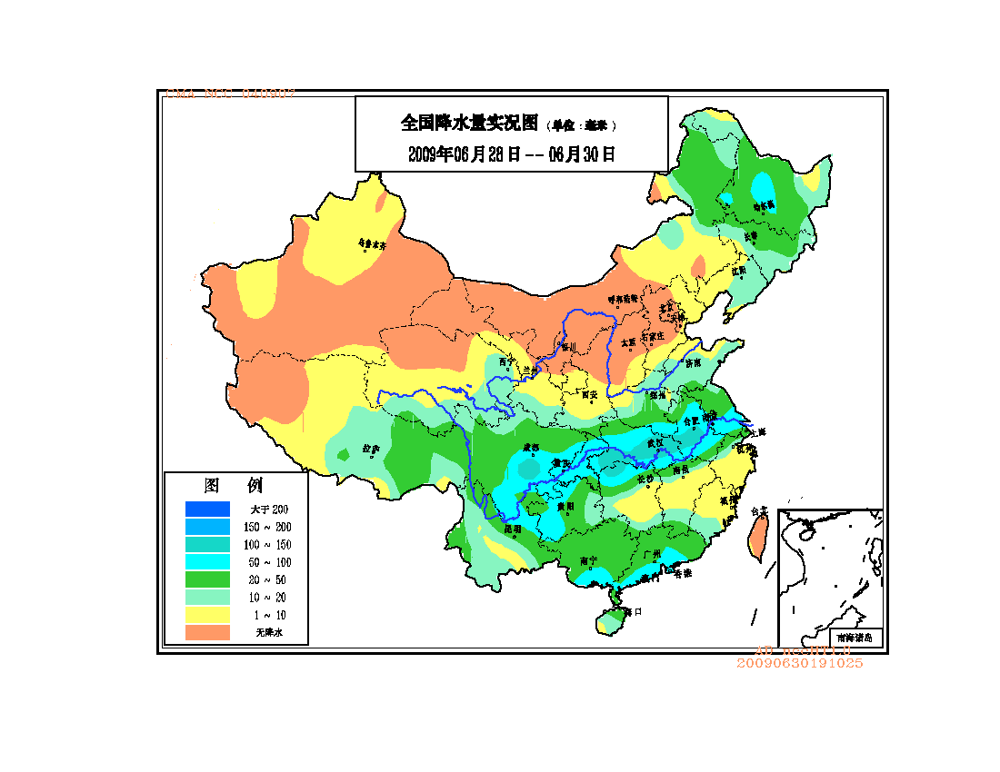 CMA NCC 040907
全国降水量实况图 (单位:毫米)
2009年06月28日 -- 06月30日
哈尔滨
乌鲁木齐
长春
沈阳
呼和浩特
北京
天津
银川
太原
石家庄
西宁
济南
兰州
西安
郑州
合肥
南京
上海
拉萨
成都
武汉
杭州
重庆
长沙
南昌
贵阳
福州
昆明
台北
南宁
广州
澳门
香港
海口
图 例
大于 200
150 ~ 200
100 ~ 150
50 ~ 100
20 ~ 50
10 ~ 20
1 ~ 10
无降水
南海诸岛
20090630191025